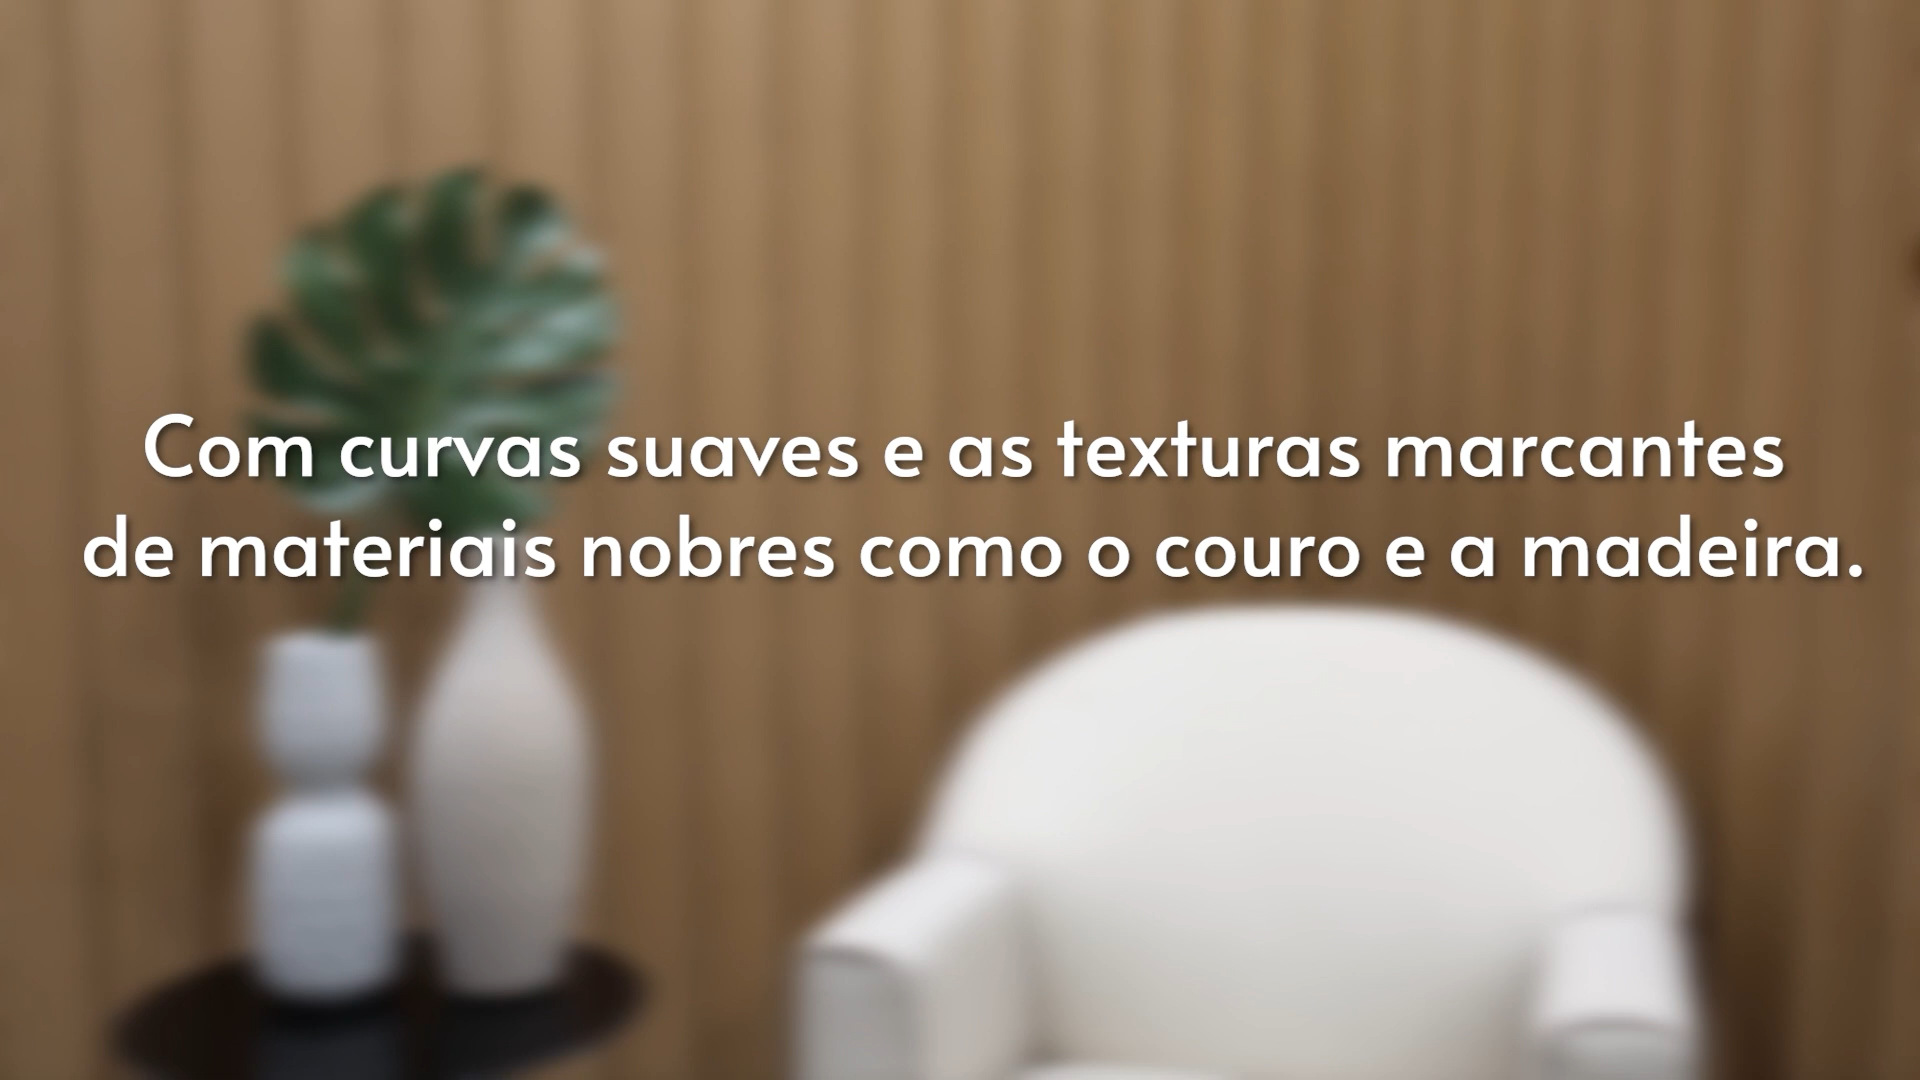 Com curvas suaves e as texturas marcantes
de materiais nobres como o couro e a madeira.